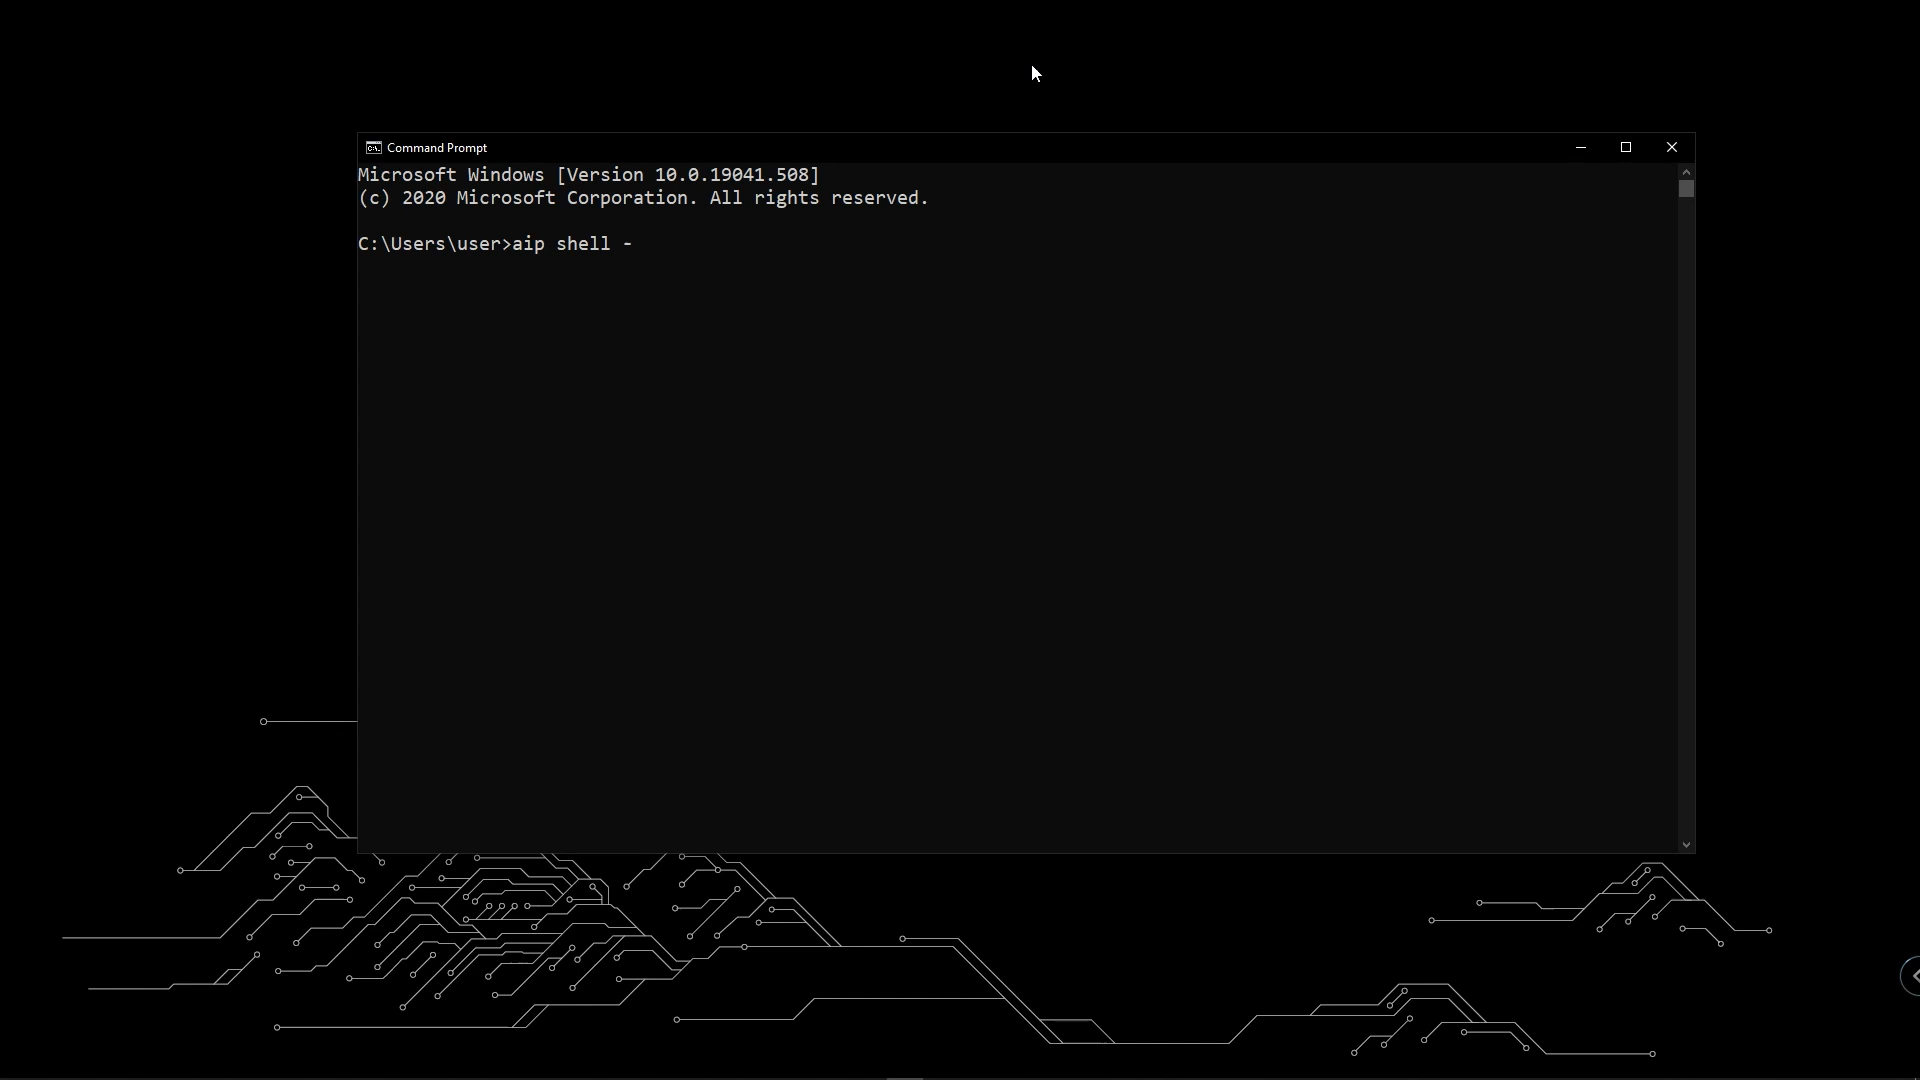 Command Prompt
Microsoft Windows [Version 10.0.19041.508]
(c) 2020 Microsoft Corporation. All rights reserved.
C:\Users\user>aip shell -